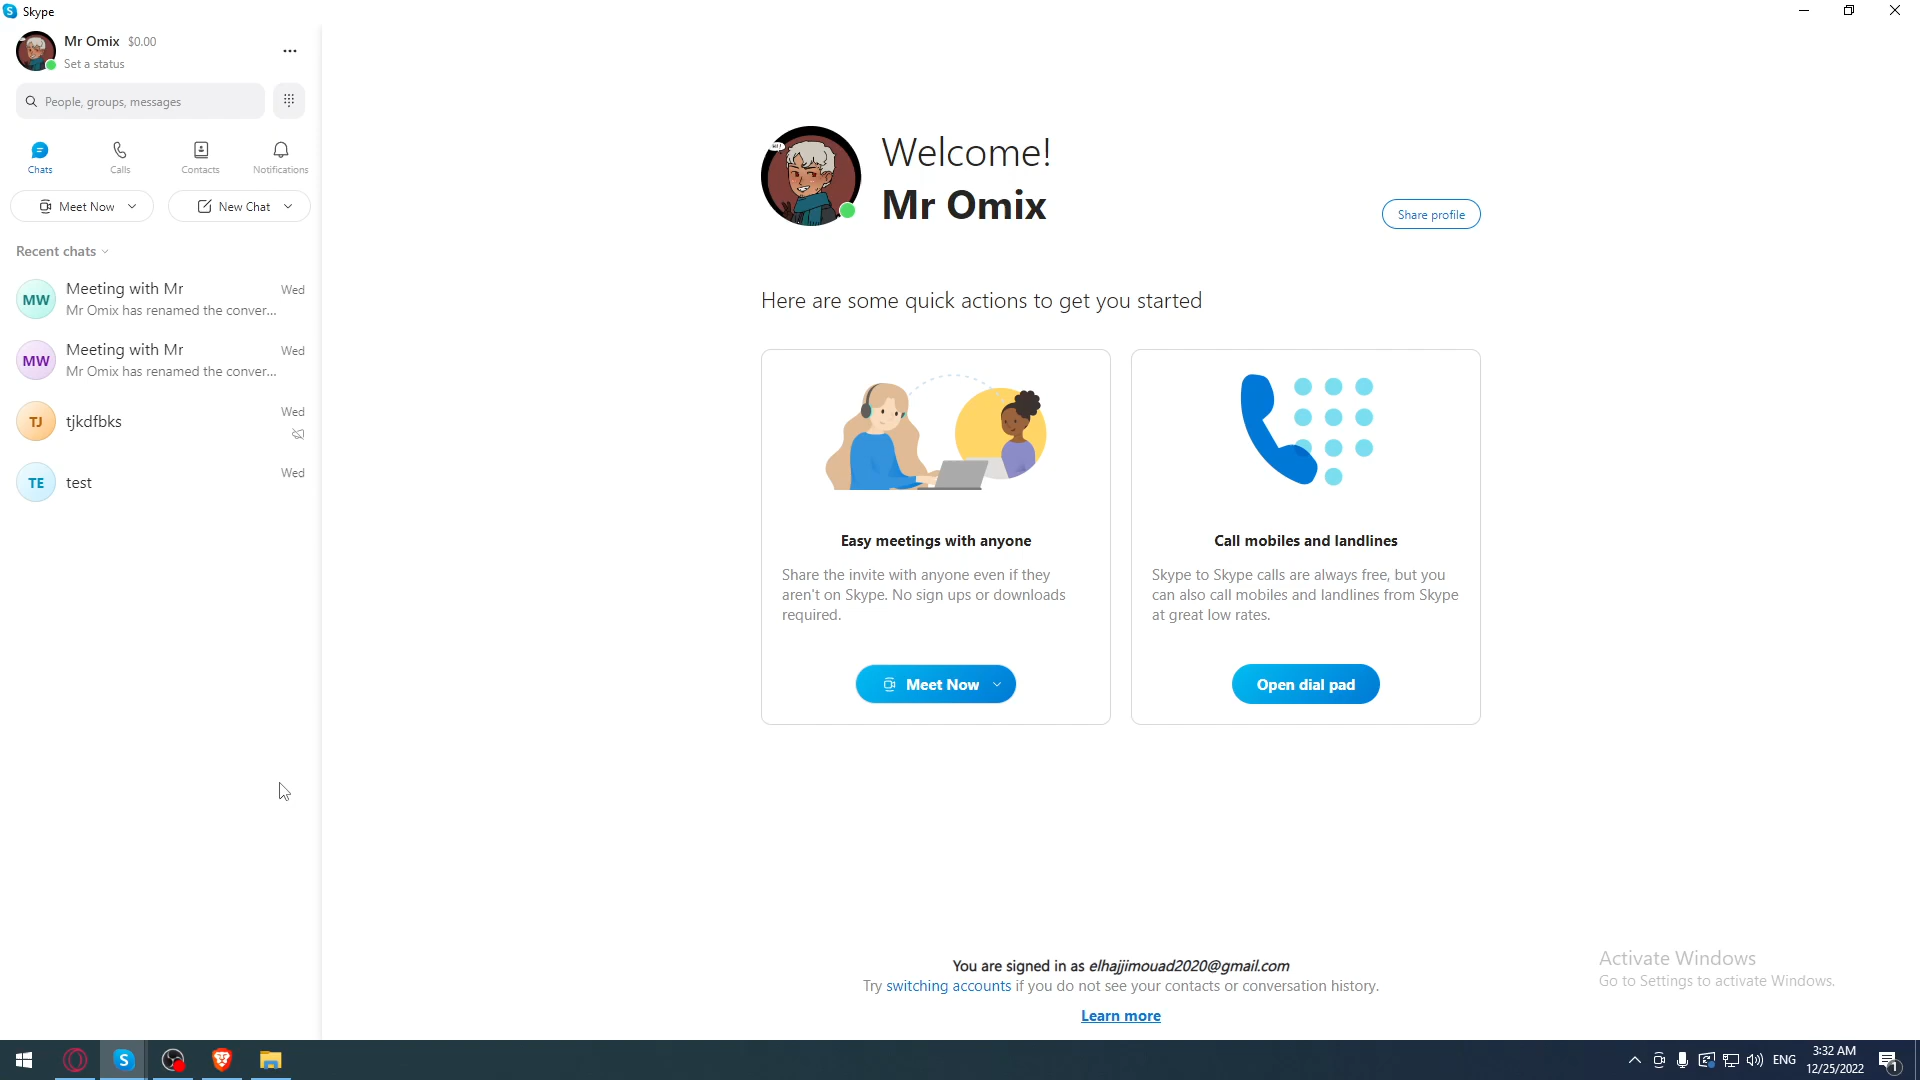 Skype
Mr Omix $0.00
Set a status
People, groups, messages
Chats
Calls
Contacts
Notifications
Meet Now
New Chat
Recent chats
MW
Meeting with Mr
Wed
Mr Omix has renamed the conver...
MW
Meeting with Mr
Wed
Mr Omix has renamed the conver...
TJ
tjkdfbks
Wed
TE
test
Wed
Welcome!
Mr Omix
Share profile
Here are some quick actions to get you started
Easy meetings with anyone
Share the invite with anyone even if they
aren't on Skype. No sign ups or downloads
required.
Meet Now
Call mobiles and landlines
Skype to Skype calls are always free, but you
can also call mobiles and landlines from Skype
at great low rates.
Open dial pad
You are signed in as elhajjimouad2020@gmail.com
Try switching accounts if you do not see your contacts or conversation history.
Learn more
Activate Windows
Go to Settings to activate Windows.
ENG
3:32 AM
12/25/2022
1